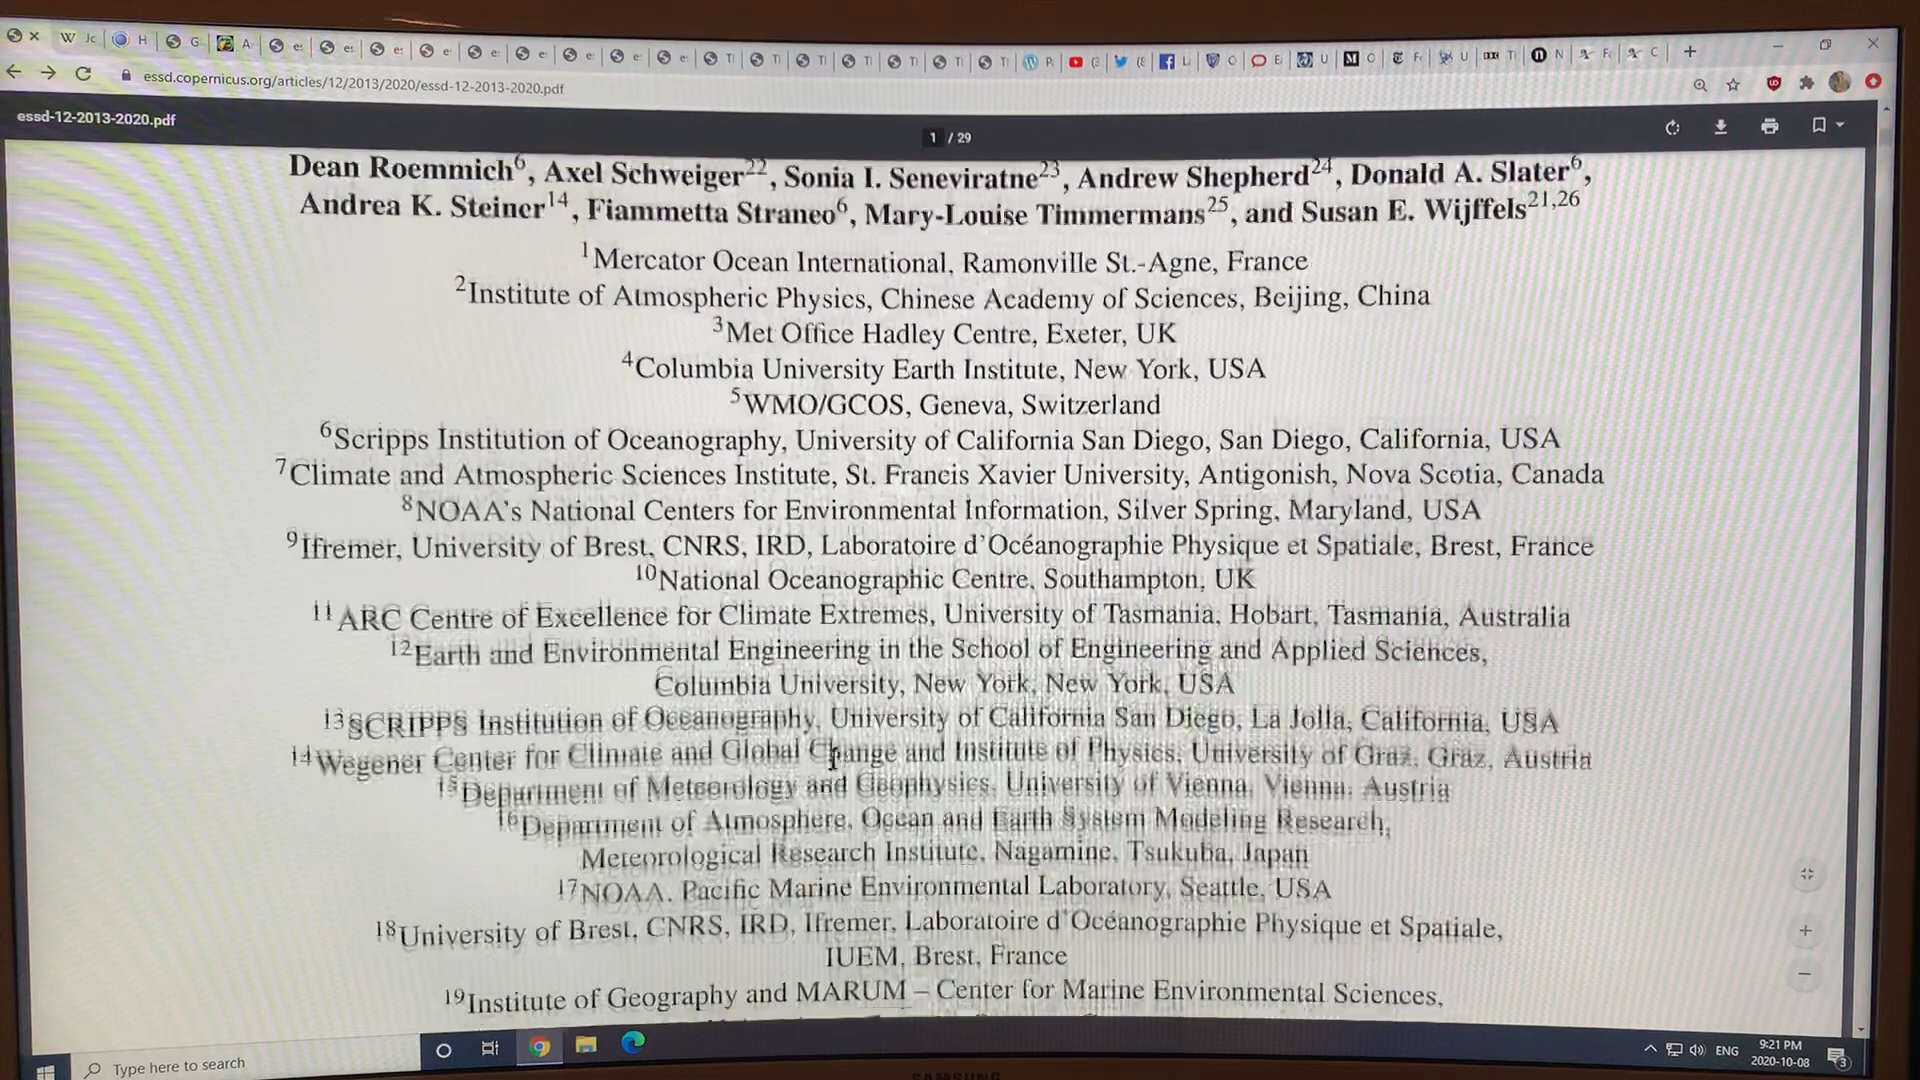 essd.copernicus.org/articles/12/2013/2020/essd-12-2013-2020.pdf
essd-12-2013-2020.pdf
1 / 29
Dean Roemmich6, Axel Schweiger22, Sonia I. Seneviratne23, Andrew Shepherd24, Donald A. Slater6,
Andrea K. Steiner14, Fiammetta Straneo6, Mary-Louise Timmermans25, and Susan E. Wijffels21,26
1Mercator Ocean International, Ramonville St.-Agne, France
2Institute of Atmospheric Physics, Chinese Academy of Sciences, Beijing, China
3Met Office Hadley Centre, Exeter, UK
4Columbia University Earth Institute, New York, USA
5WMO/GCOS, Geneva, Switzerland
6Scripps Institution of Oceanography, University of California San Diego, San Diego, California, USA
7Climate and Atmospheric Sciences Institute, St. Francis Xavier University, Antigonish, Nova Scotia, Canada
8NOAA's National Centers for Environmental Information, Silver Spring, Maryland, USA
9Ifremer, University of Brest, CNRS, IRD, Laboratoire d'Océanographie Physique et Spatiale, Brest, France
10National Oceanographic Centre, Southampton, UK
11ARC Centre of Excellence for Climate Extremes, University of Tasmania, Hobart, Tasmania, Australia
12Earth and Environmental Engineering in the School of Engineering and Applied Sciences,
Columbia University, New York, New York, USA
13SCRIPPS Institution of Oceanography, University of California San Diego, La Jolla, California, USA
14Wegener Center for Climate and Global Change and Institute of Physics, University of Graz, Graz, Austria
15Department of Meteorology and Geophysics, University of Vienna, Vienna, Austria
16Department of Atmosphere, Ocean and Earth System Modeling Research,
Meteorological Research Institute, Nagamine, Tsukuba, Japan
17NOAA, Pacific Marine Environmental Laboratory, Seattle, USA
18University of Brest, CNRS, IRD, Ifremer, Laboratoire d'Océanographie Physique et Spatiale,
IUEM, Brest, France
19Institute of Geography and MARUM – Center for Marine Environmental Sciences,
Type here to search
ENG
9:21 PM
2020-10-08
3
SAMSUNG